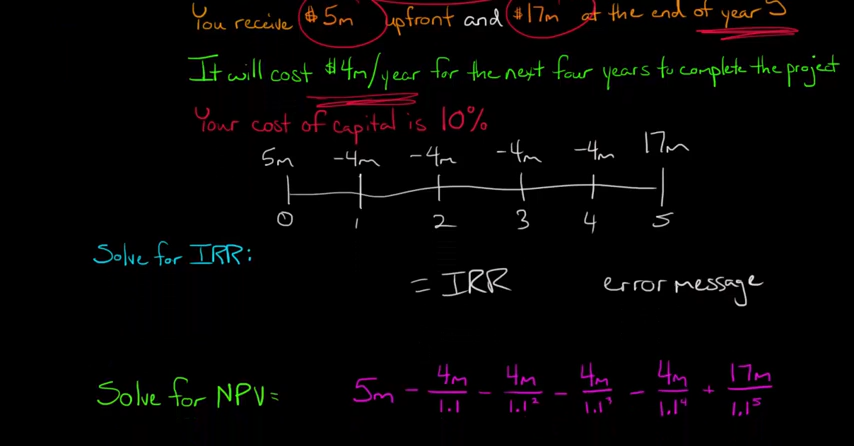 You receive $5m upfront and $17m at the end of year 5
It will cost $4m/year for the next four years to complete the project
Your cost of capital is 10%
5m -4m -4m -4m -4m 17m
0 1 2 3 4 5
Solve for IRR:
= IRR error message
Solve for NPV= 5m - 4m/1.1 - 4m/1.1² - 4m/1.1³ - 4m/1.1⁴ + 17m/1.1⁵